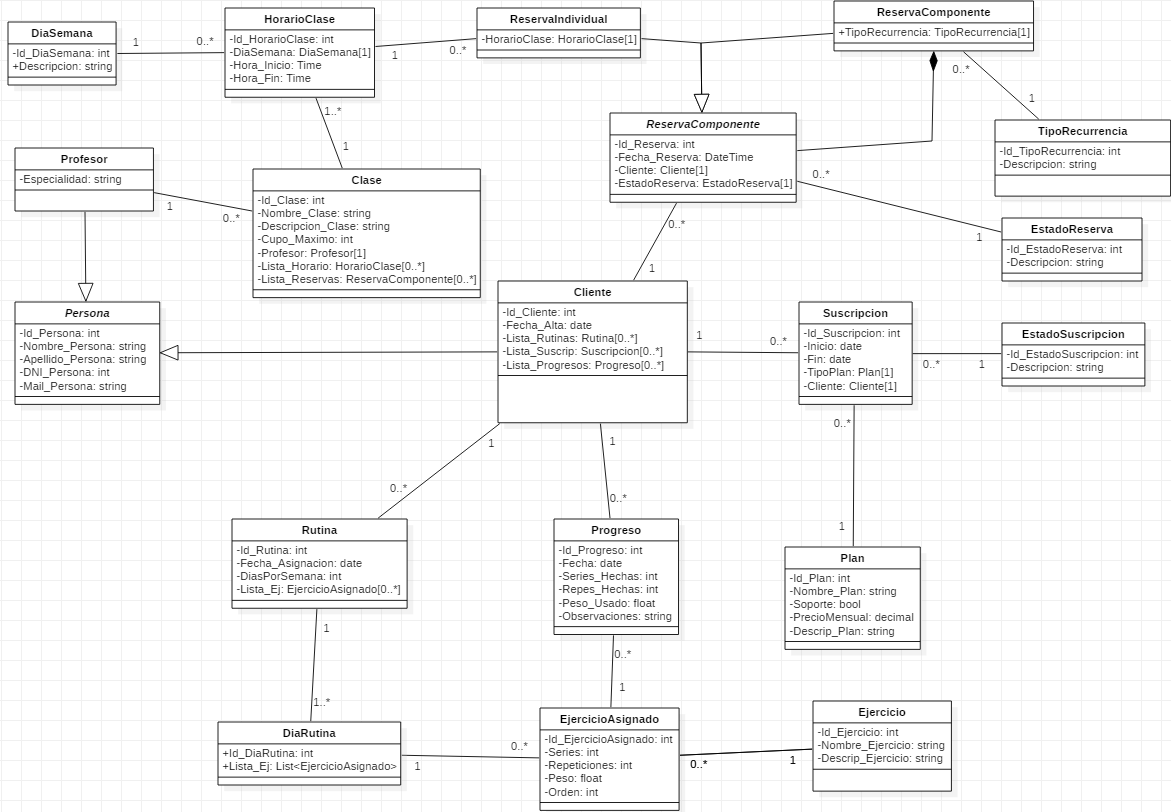 DiaSemana
-Id_DiaSemana: int
+Descripcion: string
1
0..*
HorarioClase
-Id_HorarioClase: int
-DiaSemana: DiaSemana[1]
-Hora_Inicio: Time
-Hora_Fin: Time
1
0..*
ReservaIndividual
-HorarioClase: HorarioClase[1]
ReservaComponente
+TipoRecurrencia: TipoRecurrencia[1]
0..*
1
TipoRecurrencia
-Id_TipoRecurrencia: int
-Descripcion: string
ReservaComponente
-Id_Reserva: int
-Fecha_Reserva: DateTime
-Cliente: Cliente[1]
-EstadoReserva: EstadoReserva[1]
0..*
1
EstadoReserva
-Id_EstadoReserva: int
-Descripcion: string
1..*
1
Profesor
-Especialidad: string
1
0..*
Clase
-Id_Clase: int
-Nombre_Clase: string
-Descripcion_Clase: string
-Cupo_Maximo: int
-Profesor: Profesor[1]
-Lista_Horario: HorarioClase[0..*]
-Lista_Reservas: ReservaComponente[0..*]
0..*
1
Persona
-Id_Persona: int
-Nombre_Persona: string
-Apellido_Persona: string
-DNI_Persona: int
-Mail_Persona: string
Cliente
-Id_Cliente: int
-Fecha_Alta: date
-Lista_Rutinas: Rutina[0..*]
-Lista_Suscrip: Suscripcion[0..*]
-Lista_Progresos: Progreso[0..*]
1
0..*
Suscripcion
-Id_Suscripcion: int
-Inicio: date
-Fin: date
-TipoPlan: Plan[1]
-Cliente: Cliente[1]
0..*
1
EstadoSuscripcion
-Id_EstadoSuscripcion: int
-Descripcion: string
1
0..*
1
0..*
0..*
1
Rutina
-Id_Rutina: int
-Fecha_Asignacion: date
-DiasPorSemana: int
-Lista_Ej: EjercicioAsignado[0..*]
Progreso
-Id_Progreso: int
-Fecha: date
-Series_Hechas: int
-Repes_Hechas: int
-Peso_Usado: float
-Observaciones: string
Plan
-Id_Plan: int
-Nombre_Plan: string
-Soporte: bool
-PrecioMensual: decimal
-Descrip_Plan: string
1
1..*
0..*
1
DiaRutina
+Id_DiaRutina: int
+Lista_Ej: List<EjercicioAsignado>
1
0..*
EjercicioAsignado
-Id_EjercicioAsignado: int
-Series: int
-Repeticiones: int
-Peso: float
-Orden: int
0..*
1
Ejercicio
-Id_Ejercicio: int
-Nombre_Ejercicio: string
-Descrip_Ejercicio: string